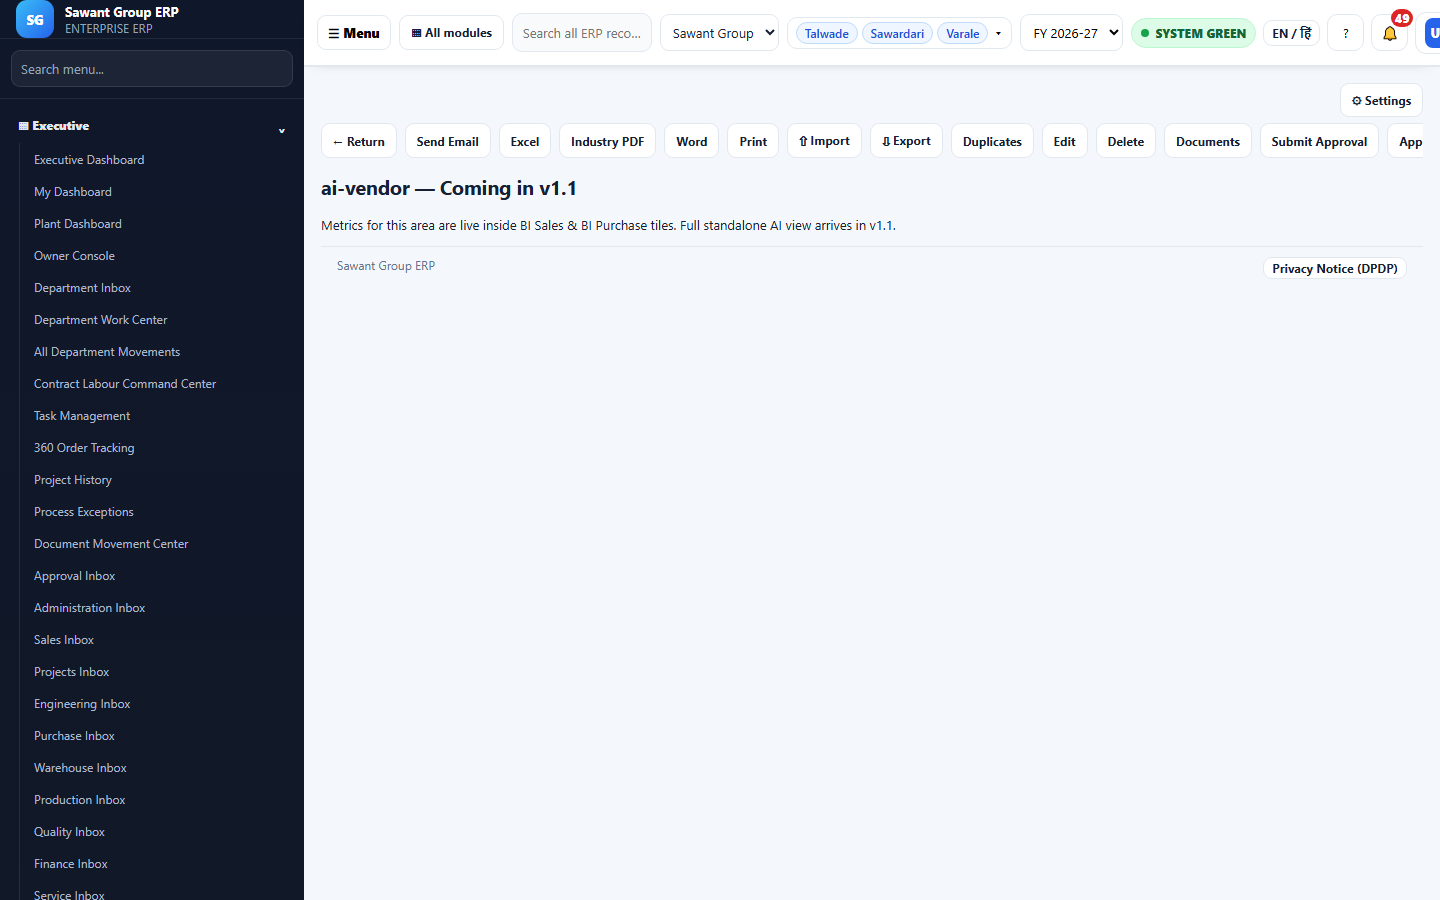 SG
Sawant Group ERP
ENTERPRISE ERP
Search menu...
Executive
Executive Dashboard
My Dashboard
Plant Dashboard
Owner Console
Department Inbox
Department Work Center
All Department Movements
Contract Labour Command Center
Task Management
360 Order Tracking
Project History
Process Exceptions
Document Movement Center
Approval Inbox
Administration Inbox
Sales Inbox
Projects Inbox
Engineering Inbox
Purchase Inbox
Warehouse Inbox
Production Inbox
Quality Inbox
Finance Inbox
Service Inbox
☰ Menu
All modules
Search all ERP reco...
Sawant Group
Talwade Sawardari Varale
FY 2026-27
SYSTEM GREEN
EN / हिं
?
49
U
⚙ Settings
← Return
Send Email
Excel
Industry PDF
Word
Print
⇧ Import
⇩ Export
Duplicates
Edit
Delete
Documents
Submit Approval
App
ai-vendor — Coming in v1.1
Metrics for this area are live inside BI Sales & BI Purchase tiles. Full standalone AI view arrives in v1.1.
Sawant Group ERP
Privacy Notice (DPDP)